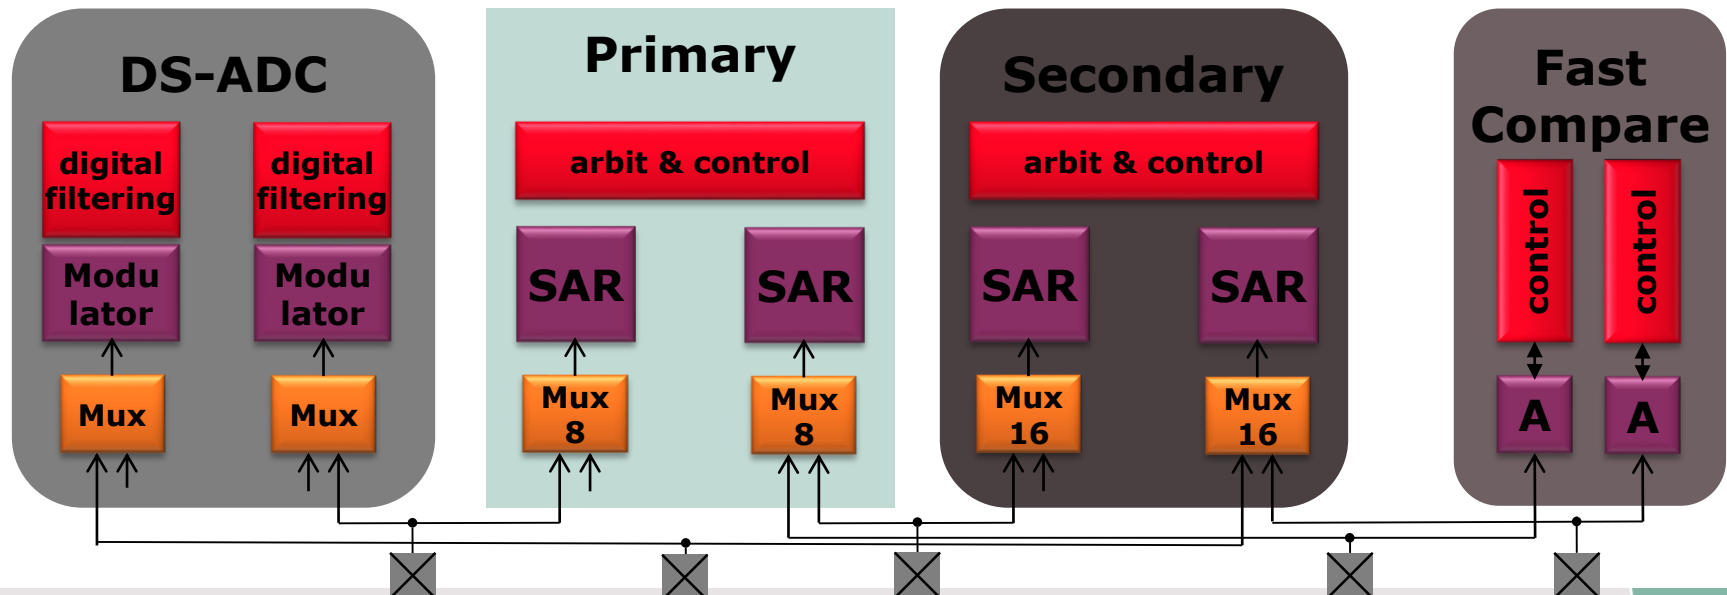 DS-ADC
digital
filtering
digital
filtering
Modu
lator
Modu
lator
Mux
Mux
Primary
arbit & control
SAR
SAR
Mux
8
Mux
8
Secondary
arbit & control
SAR
SAR
Mux
16
Mux
16
Fast
Compare
control
control
A
A